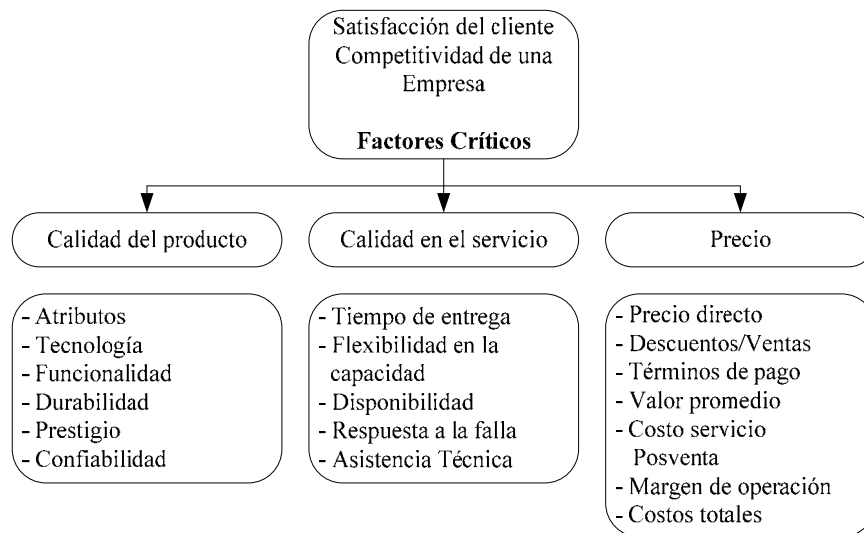 Satisfacción del cliente
Competitividad de una
Empresa
Factores Críticos
Calidad del producto
Calidad en el servicio
Precio
- Atributos
- Tecnología
- Funcionalidad
- Durabilidad
- Prestigio
- Confiabilidad
- Tiempo de entrega
- Flexibilidad en la
capacidad
- Disponibilidad
- Respuesta a la falla
- Asistencia Técnica
- Precio directo
- Descuentos/Ventas
- Términos de pago
- Valor promedio
- Costo servicio
Posventa
- Margen de operación
- Costos totales